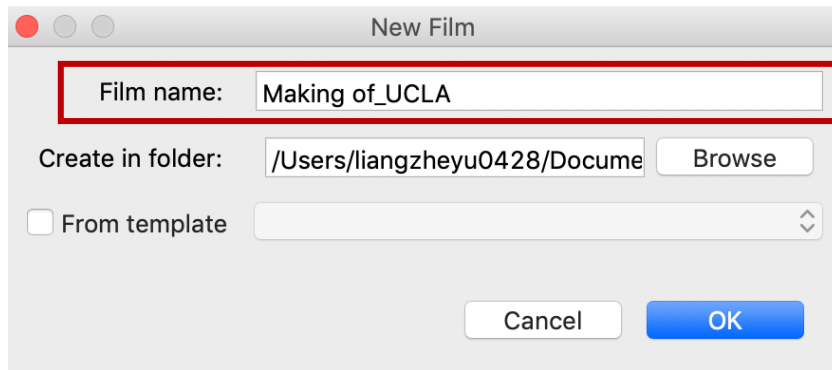 New Film
Film name: Making of_UCLA
Create in folder: /Users/liangzheyu0428/Docume Browse
From template
Cancel OK